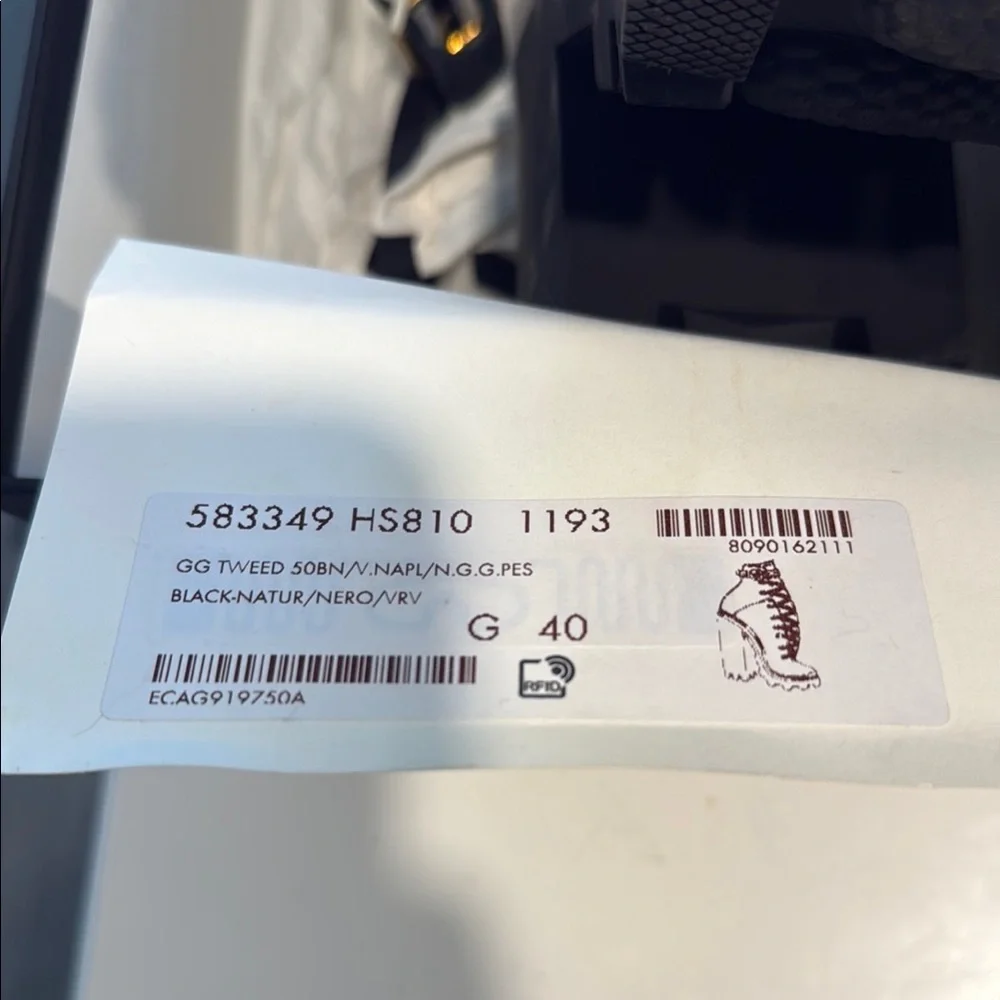 583349 HS810 1193
8090162111
GG TWEED 50BN/V.NAPL/N.G.G.PES
BLACK-NATUR/NERO/VRV
G 40
RFID
ECAG919750A